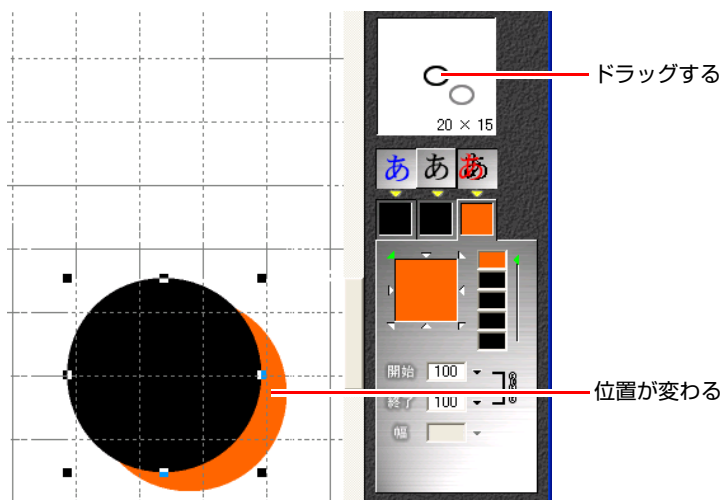 ドラッグする
20 × 15
あ あ あ
開始 100
位置が変わる
終了 100
幅